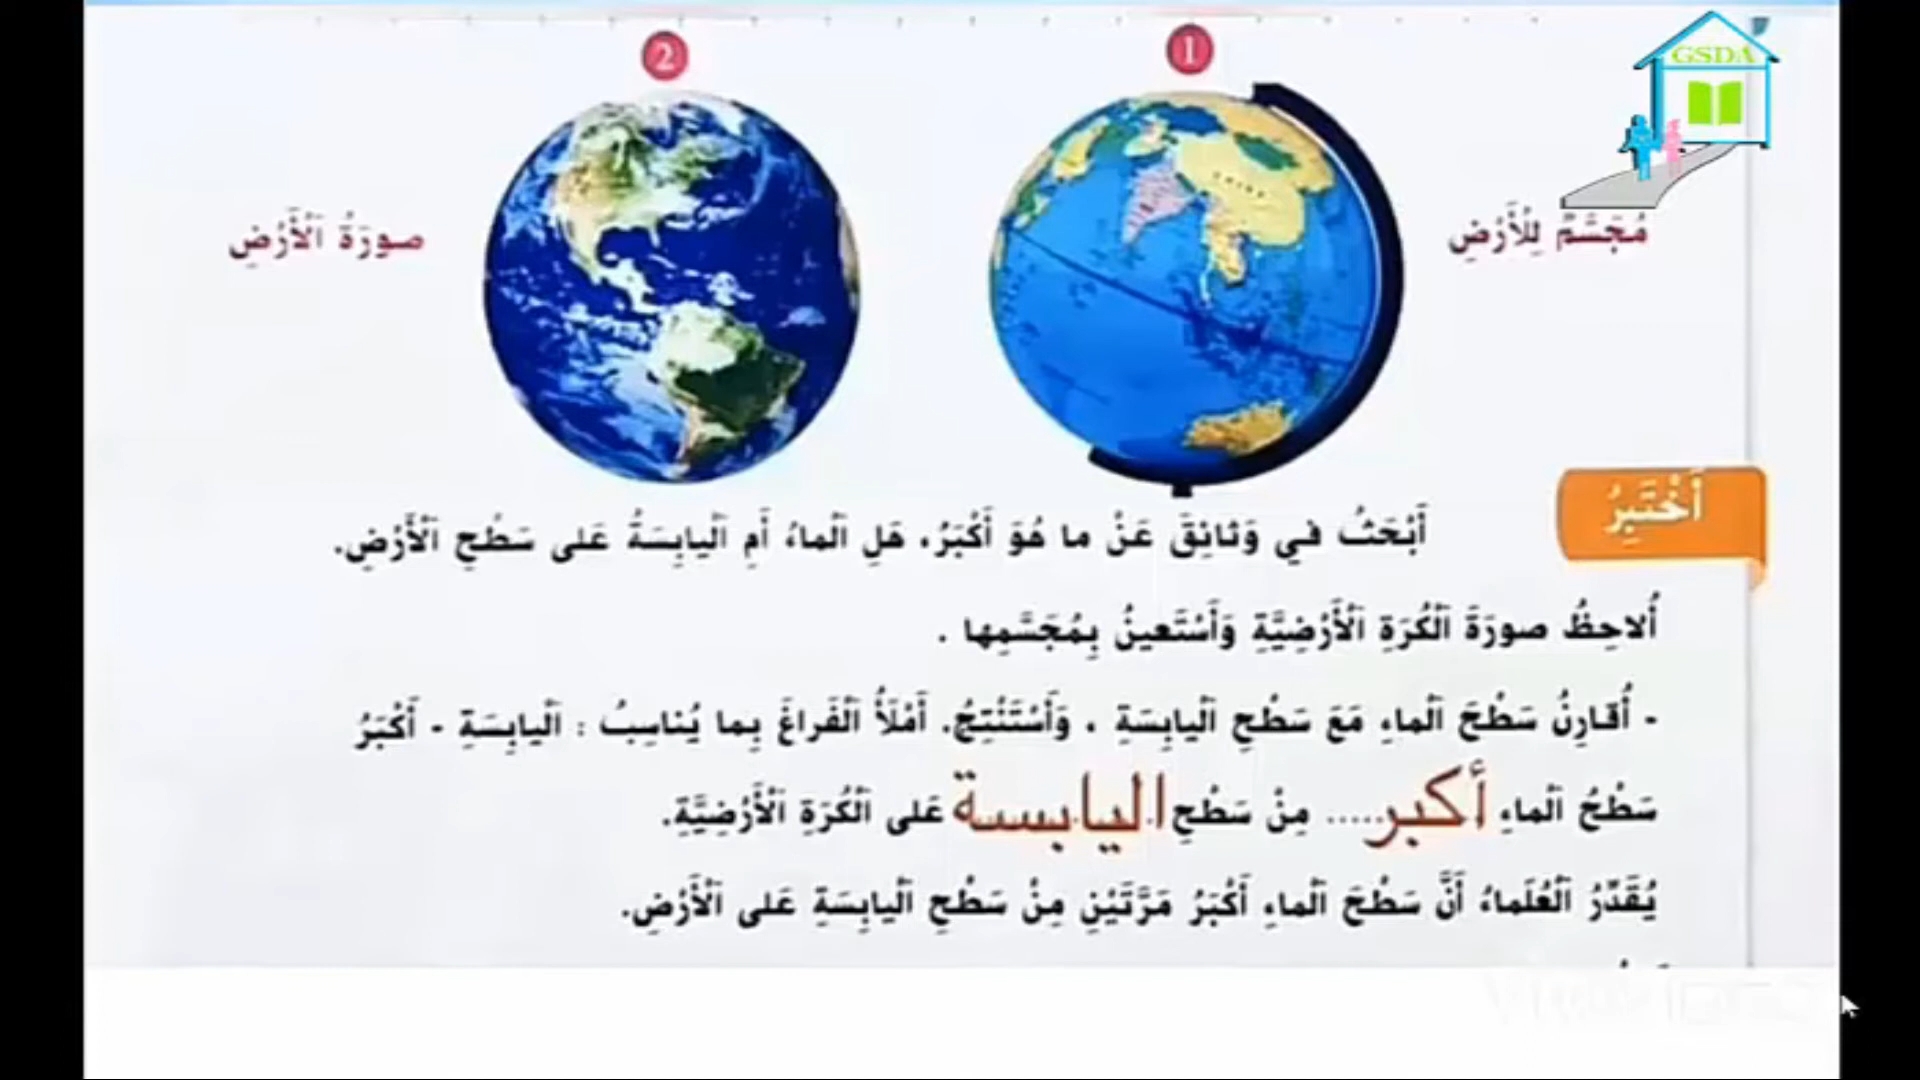 GSDA
1
2
مُجَسَّمٌ لِلْأَرْضِ
صورَةُ ٱلْأَرْضِ
أَخْتَبِرُ
أَبْحَثُ في وَثائِقَ عَنْ ما هُوَ أَكْبَرُ، هَلِ ٱلْماءُ أَمِ ٱلْيابِسَةُ عَلى سَطْحِ ٱلْأَرْضِ.
أُلاحِظُ صورَةَ ٱلْكُرَةِ ٱلْأَرْضِيَّةِ وَأَسْتَعينُ بِمُجَسَّمِها .
- أُقارِنُ سَطْحَ ٱلْماءِ مَعَ سَطْحِ ٱلْيابِسَةِ ، وَأَسْتَنْتِجُ. أَمْلَأُ ٱلْفَراغَ بِما يُناسِبُ : ٱلْيابِسَةِ - أَكْبَرُ
سَطْحُ ٱلْماءِ أكبر..... مِنْ سَطْحِ اليابسة عَلى ٱلْكُرَةِ ٱلْأَرْضِيَّةِ.
يُقَدِّرُ ٱلْعُلَماءُ أَنَّ سَطْحَ ٱلْماءِ أَكْبَرُ مَرَّتَيْنِ مِنْ سَطْحِ ٱلْيابِسَةِ عَلى ٱلْأَرْضِ.